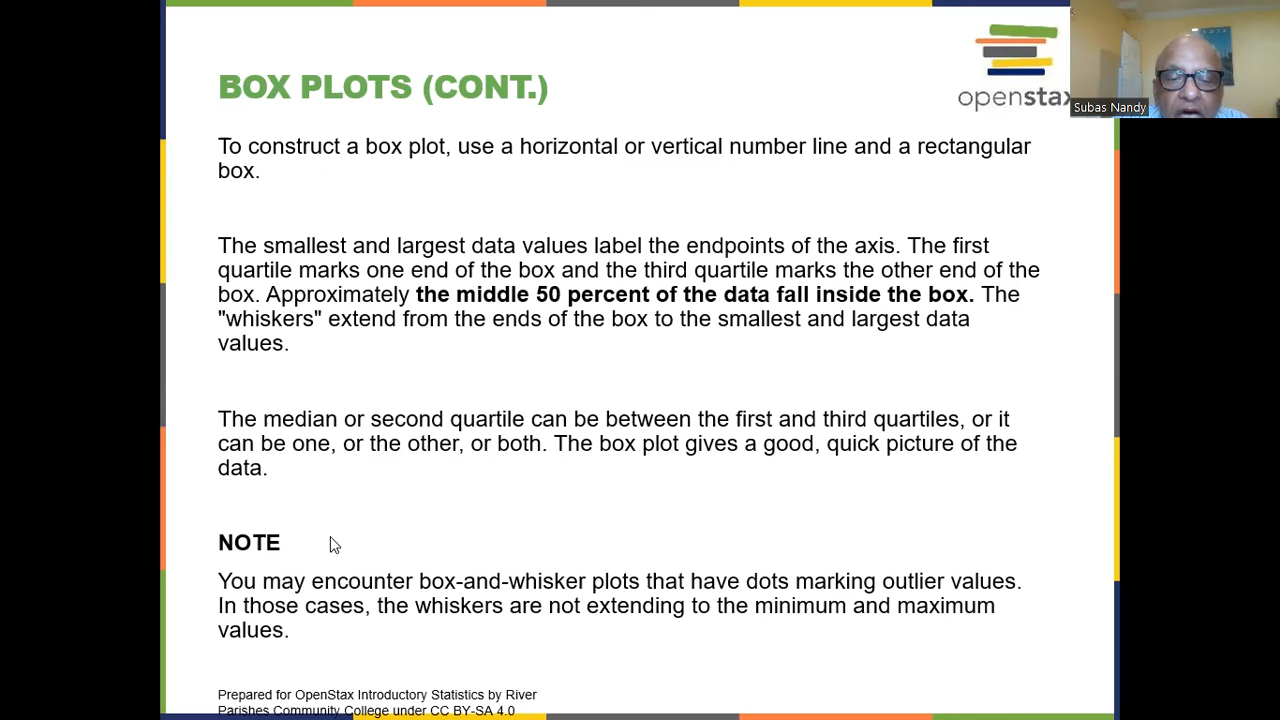 BOX PLOTS (CONT.)
openstax
Subas Nandy
To construct a box plot, use a horizontal or vertical number line and a rectangular
box.
The smallest and largest data values label the endpoints of the axis. The first
quartile marks one end of the box and the third quartile marks the other end of the
box. Approximately the middle 50 percent of the data fall inside the box. The
"whiskers" extend from the ends of the box to the smallest and largest data
values.
The median or second quartile can be between the first and third quartiles, or it
can be one, or the other, or both. The box plot gives a good, quick picture of the
data.
NOTE
You may encounter box-and-whisker plots that have dots marking outlier values.
In those cases, the whiskers are not extending to the minimum and maximum
values.
Prepared for OpenStax Introductory Statistics by River
Parishes Community College under CC BY-SA 4.0